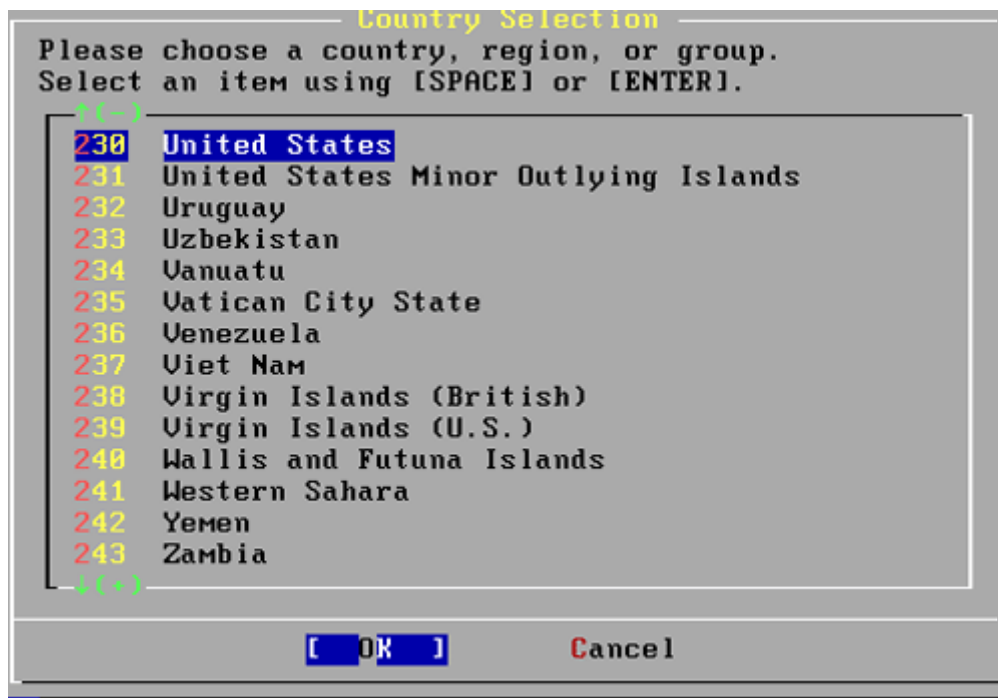 Country Selection
Please choose a country, region, or group.
Select an item using [SPACE] or [ENTER].
↑(-)
230 United States
231 United States Minor Outlying Islands
232 Uruguay
233 Uzbekistan
234 Vanuatu
235 Vatican City State
236 Venezuela
237 Viet Nam
238 Virgin Islands (British)
239 Virgin Islands (U.S.)
240 Wallis and Futuna Islands
241 Western Sahara
242 Yemen
243 Zambia
↓(+)
[ OK ] Cancel